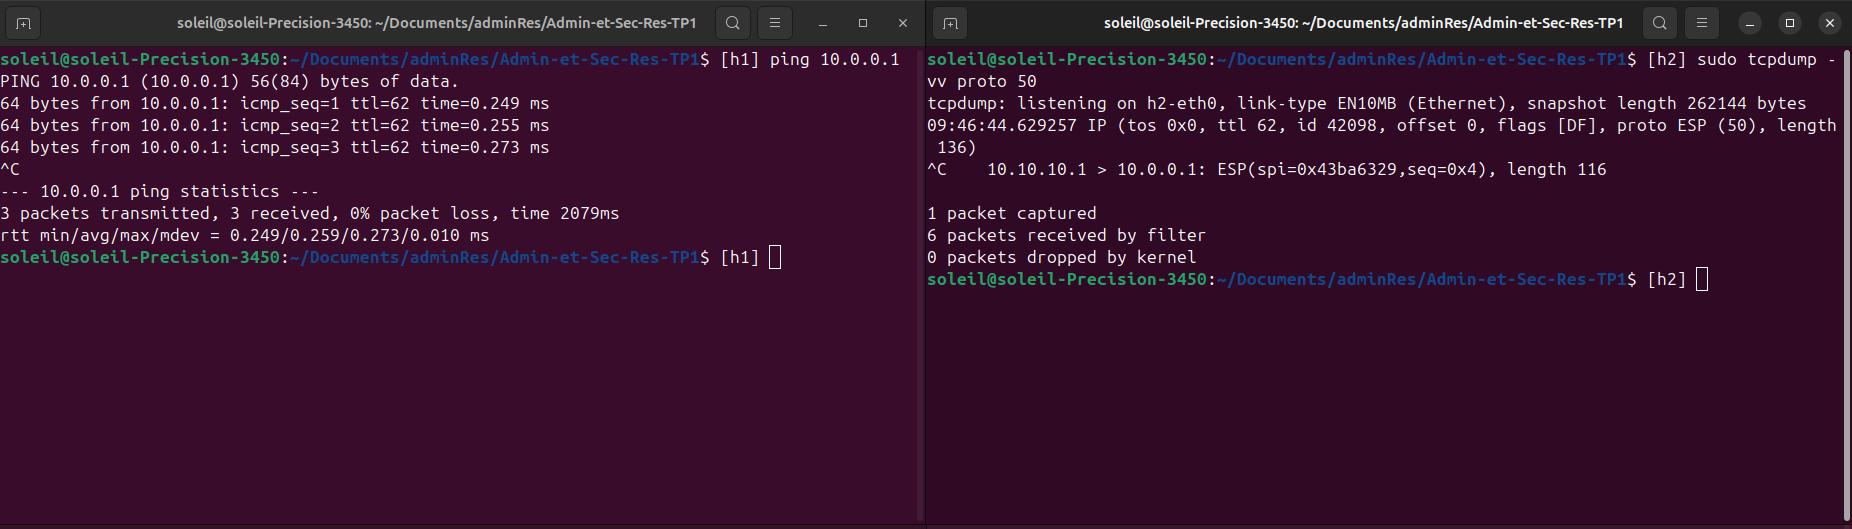 soleil@soleil-Precision-3450: ~/Documents/adminRes/Admin-et-Sec-Res-TP1
soleil@soleil-Precision-3450:~/Documents/adminRes/Admin-et-Sec-Res-TP1$ [h1] ping 10.0.0.1
PING 10.0.0.1 (10.0.0.1) 56(84) bytes of data.
64 bytes from 10.0.0.1: icmp_seq=1 ttl=62 time=0.249 ms
64 bytes from 10.0.0.1: icmp_seq=2 ttl=62 time=0.255 ms
64 bytes from 10.0.0.1: icmp_seq=3 ttl=62 time=0.273 ms
^C
--- 10.0.0.1 ping statistics ---
3 packets transmitted, 3 received, 0% packet loss, time 2079ms
rtt min/avg/max/mdev = 0.249/0.259/0.273/0.010 ms
soleil@soleil-Precision-3450:~/Documents/adminRes/Admin-et-Sec-Res-TP1$ [h1]
soleil@soleil-Precision-3450: ~/Documents/adminRes/Admin-et-Sec-Res-TP1
soleil@soleil-Precision-3450:~/Documents/adminRes/Admin-et-Sec-Res-TP1$ [h2] sudo tcpdump -
vv proto 50
tcpdump: listening on h2-eth0, link-type EN10MB (Ethernet), snapshot length 262144 bytes
09:46:44.629257 IP (tos 0x0, ttl 62, id 42098, offset 0, flags [DF], proto ESP (50), length
 136)
^C    10.10.10.1 > 10.0.0.1: ESP(spi=0x43ba6329,seq=0x4), length 116
1 packet captured
6 packets received by filter
0 packets dropped by kernel
soleil@soleil-Precision-3450:~/Documents/adminRes/Admin-et-Sec-Res-TP1$ [h2]